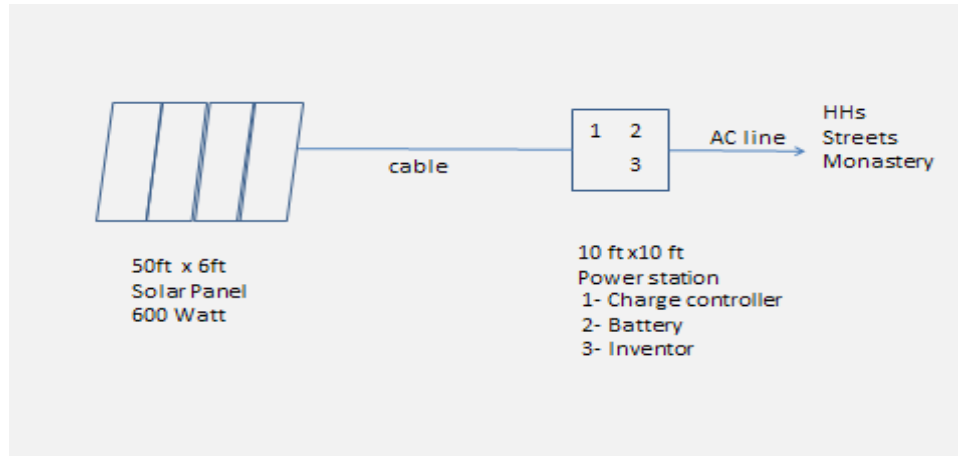 1 2
3
cable
AC line
HHs
Streets
Monastery
50ft x 6ft
Solar Panel
600 Watt
10 ft x10 ft
Power station
1- Charge controller
2- Battery
3- Inventor